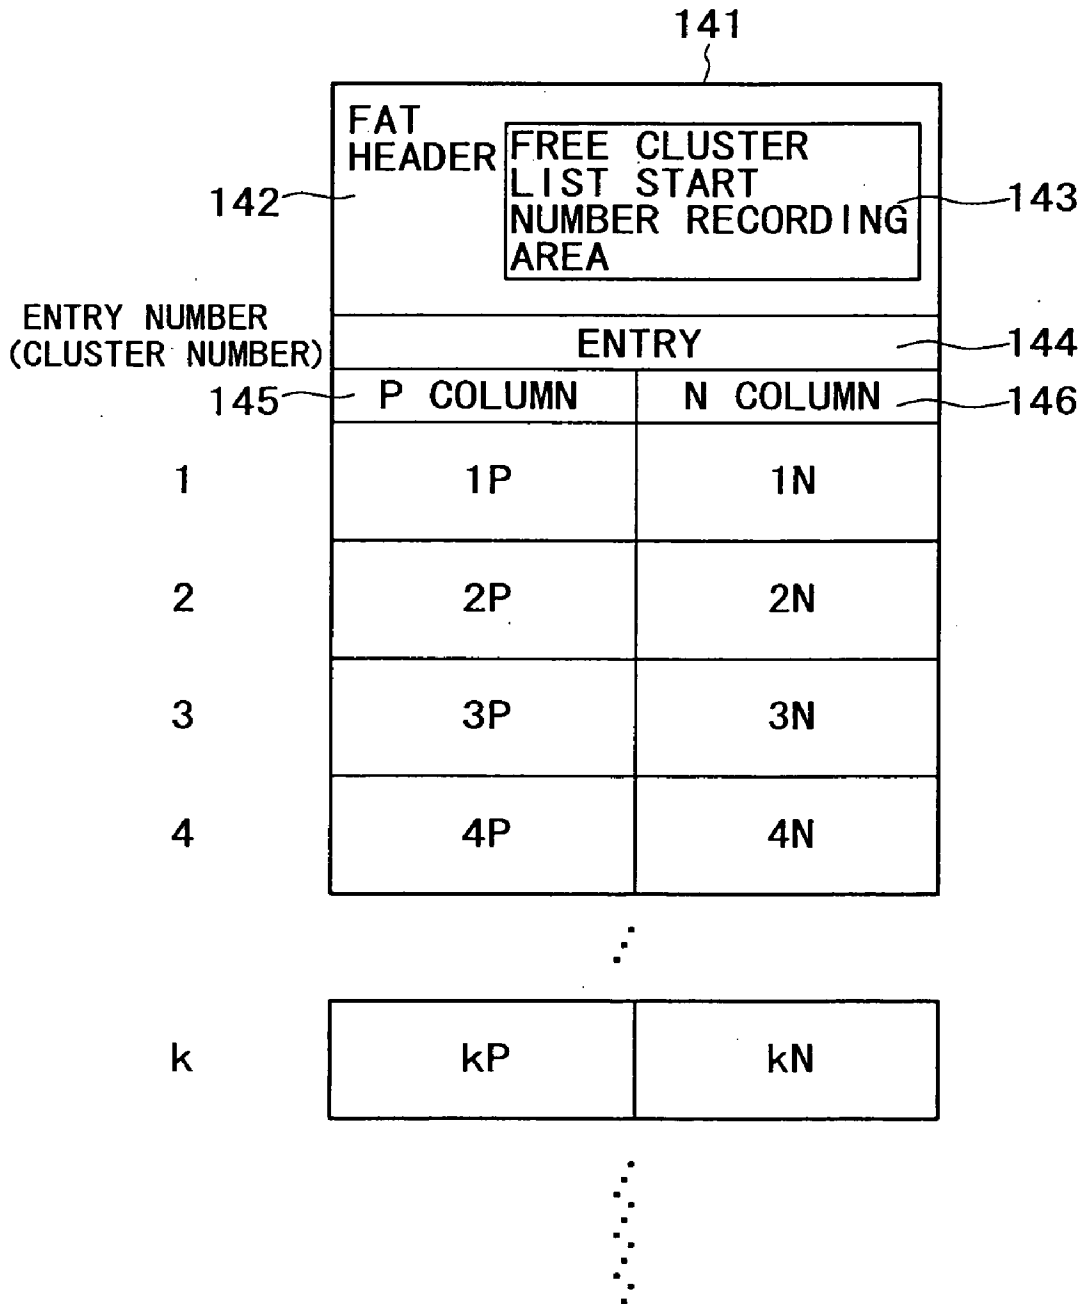 141
FAT
HEADER
FREE CLUSTER
LIST START
NUMBER RECORDING
AREA
142
143
ENTRY NUMBER
(CLUSTER NUMBER)
ENTRY
144
145
P COLUMN
N COLUMN
146
1
1P
1N
2
2P
2N
3
3P
3N
4
4P
4N
k
kP
kN